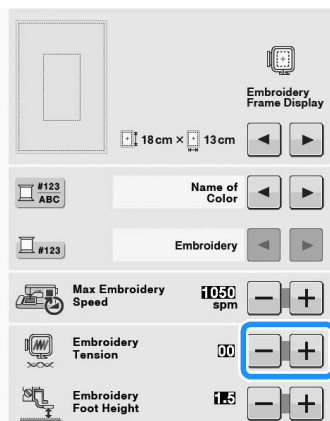 Embroidery
Frame Display
18cm × 13cm
#123
ABC
Name of
Color
#123
Embroidery
Max Embroidery
Speed
1050
spm
Embroidery
Tension
00
Embroidery
Foot Height
1.5